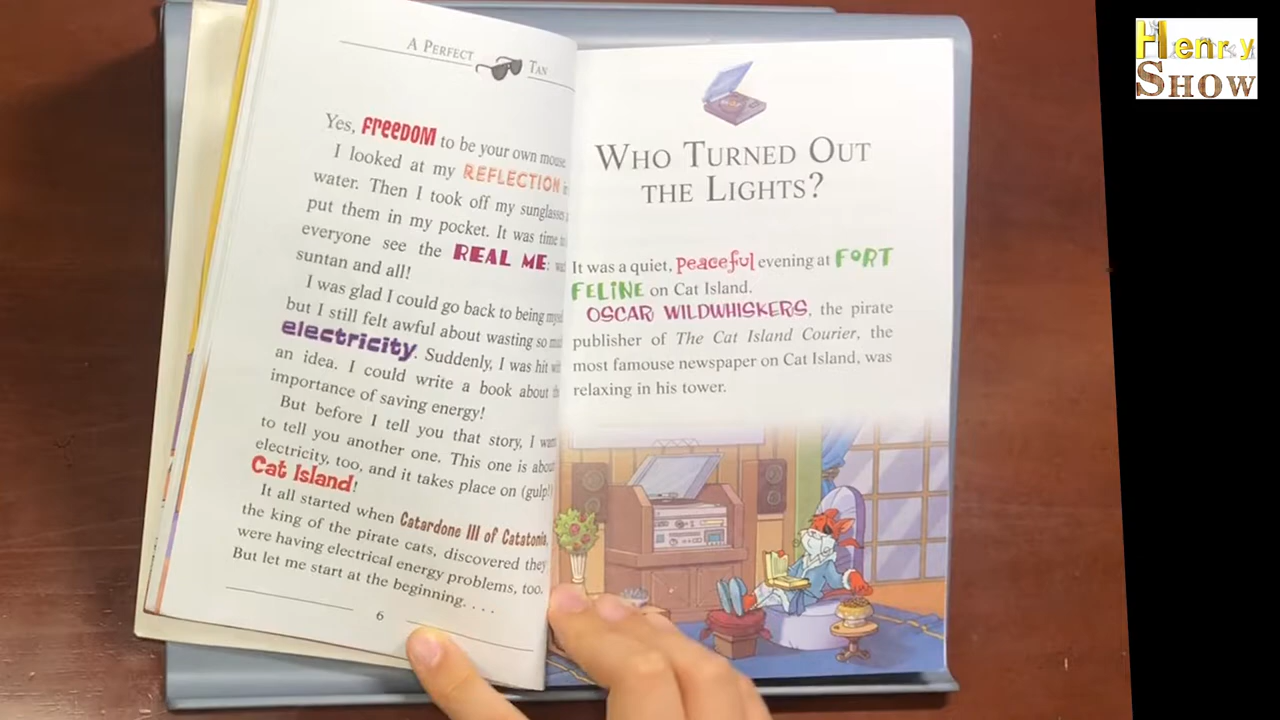 Henry
SHOW
A PERFECT TAN
Yes, FREEDOM to be your own mouse
I looked at my REFLECTION
water. Then I took off my sunglasses
put them in my pocket. It was time
everyone see the REAL ME:
suntan and all!
I was glad I could go back to being
but I still felt awful about wasting so
electricity. Suddenly, I was hit
an idea. I could write a book about
importance of saving energy!
But before I tell you that story, I
to tell you another one. This one is about
electricity, too, and it takes place on (gulp!)
Cat Island!
It all started when Catardone III of Catatonia,
the king of the pirate cats, discovered they
were having electrical energy problems, too.
But let me start at the beginning. . . .
6
WHO TURNED OUT
THE LIGHTS?
It was a quiet, peaceful evening at FORT
FELINE on Cat Island.
OSCAR WILDWHISKERS, the pirate
publisher of The Cat Island Courier, the
most famouse newspaper on Cat Island, was
relaxing in his tower.